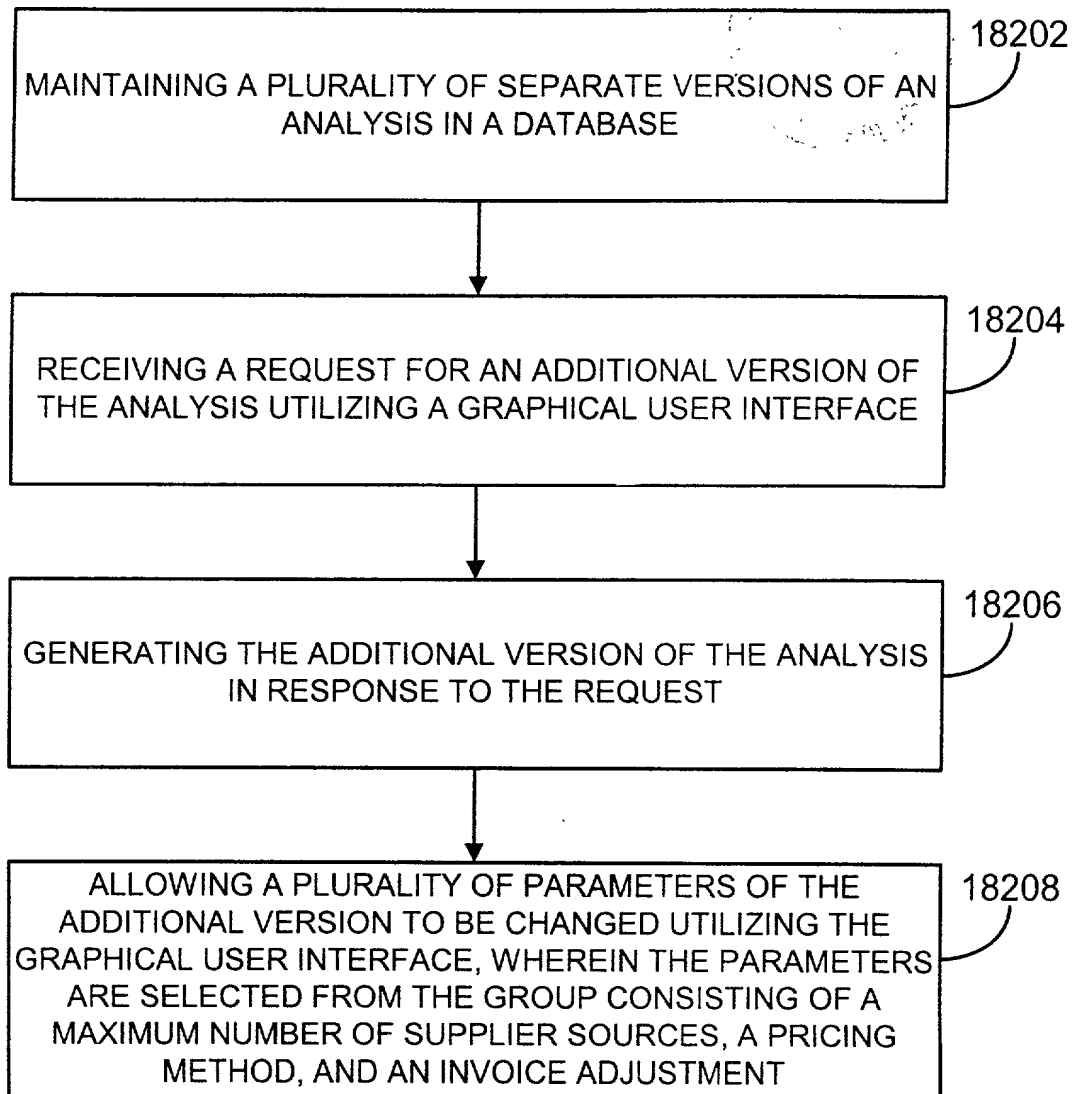 18202
MAINTAINING A PLURALITY OF SEPARATE VERSIONS OF AN
ANALYSIS IN A DATABASE
18204
RECEIVING A REQUEST FOR AN ADDITIONAL VERSION OF
THE ANALYSIS UTILIZING A GRAPHICAL USER INTERFACE
18206
GENERATING THE ADDITIONAL VERSION OF THE ANALYSIS
IN RESPONSE TO THE REQUEST
18208
ALLOWING A PLURALITY OF PARAMETERS OF THE
ADDITIONAL VERSION TO BE CHANGED UTILIZING THE
GRAPHICAL USER INTERFACE, WHEREIN THE PARAMETERS
ARE SELECTED FROM THE GROUP CONSISTING OF A
MAXIMUM NUMBER OF SUPPLIER SOURCES, A PRICING
METHOD, AND AN INVOICE ADJUSTMENT